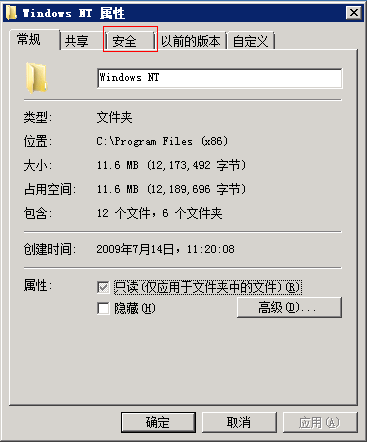 Windows NT 属性
常规 共享 安全 以前的版本 自定义
Windows NT
类型: 文件夹
位置: C:\Program Files (x86)
大小: 11.6 MB (12,173,492 字节)
占用空间: 11.6 MB (12,189,696 字节)
包含: 12 个文件，6 个文件夹
创建时间: 2009年7月14日，11:20:08
属性: 只读(仅应用于文件夹中的文件)(R)
隐藏(H) 高级(D)...
确定 取消 应用(A)